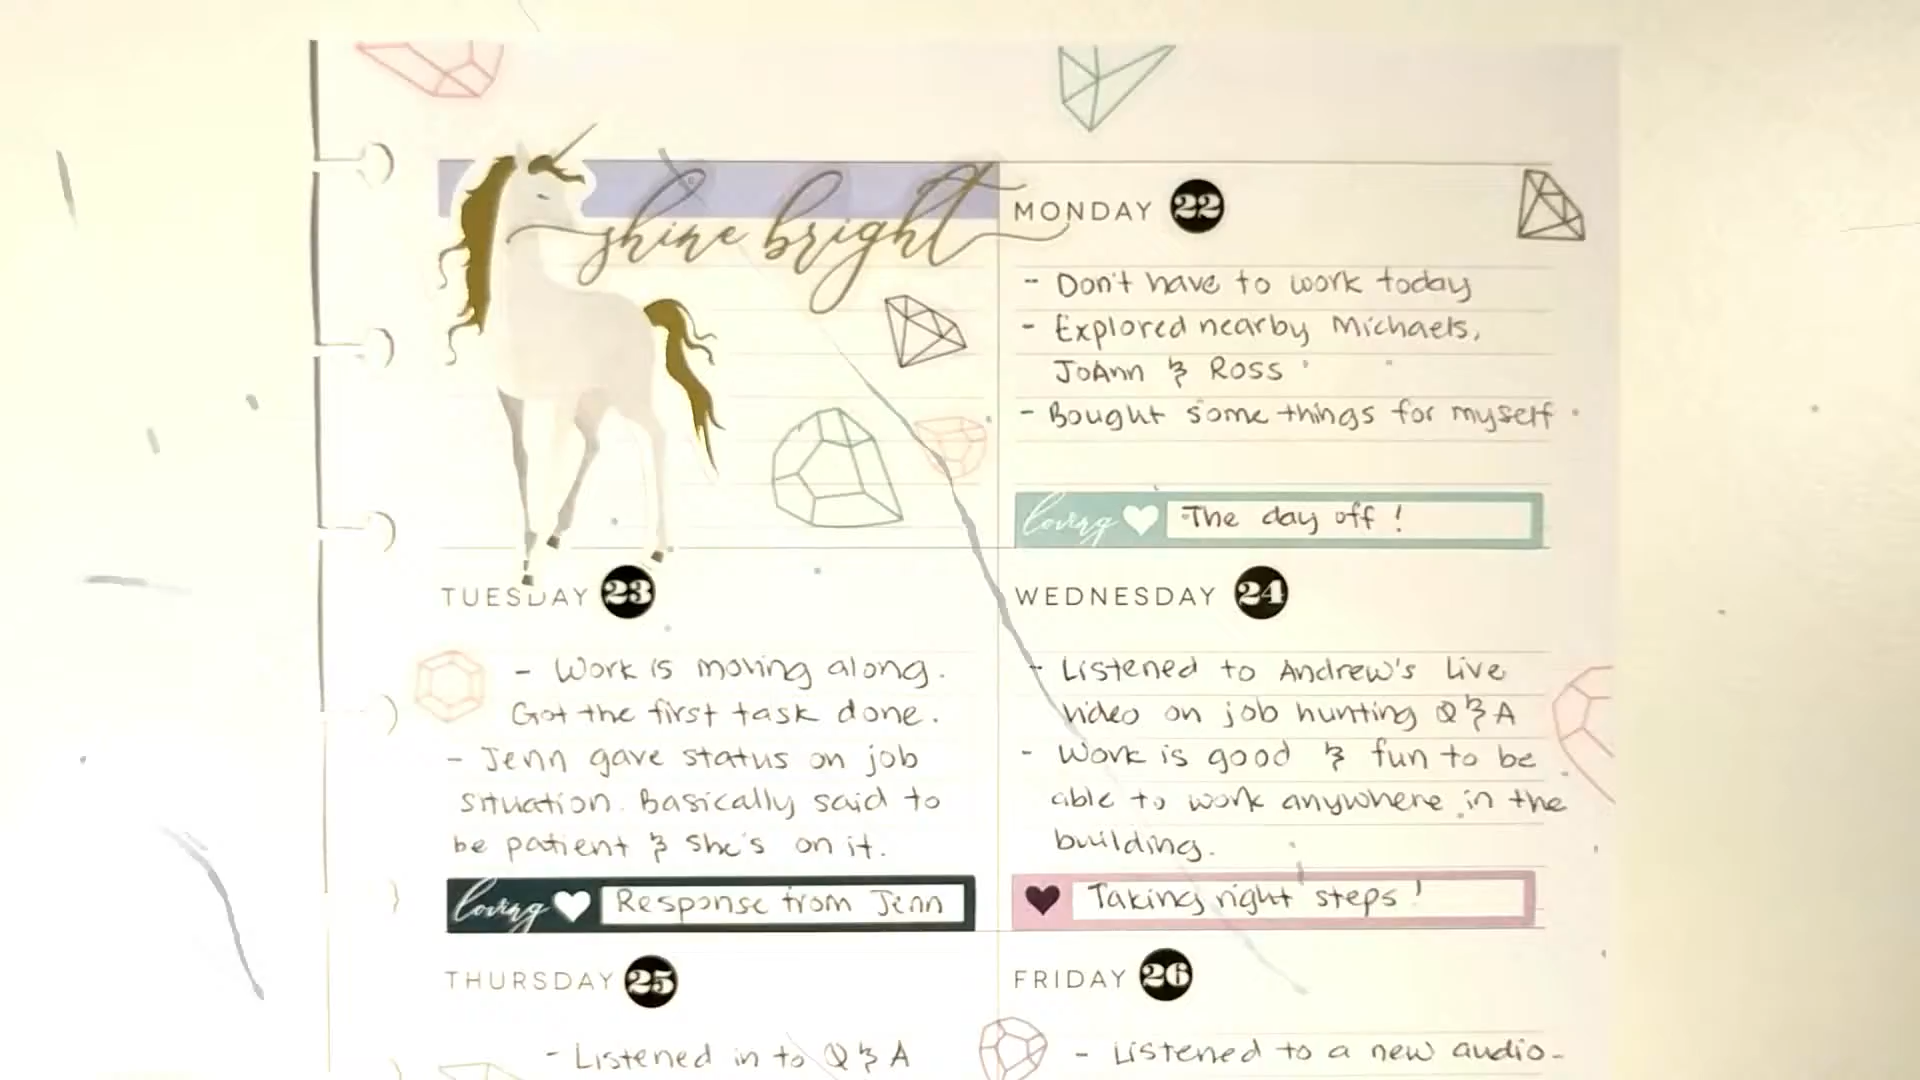 shine bright
MONDAY 22
- Don't have to work today
- Explored nearby Michaels,
JoAnn & Ross
- Bought some things for myself
loving The day off!
TUESDAY 23
- Work is moving along.
Got the first task done.
- Jenn gave status on job
situation. Basically said to
be patient & she's on it.
loving Response from Jenn
WEDNESDAY 24
- Listened to Andrew's Live
video on job hunting Q & A
- Work is good & fun to be
able to work anywhere in the
building.
Taking right steps!
THURSDAY 25
- Listened in to Q & A
FRIDAY 26
- Listened to a new audio-